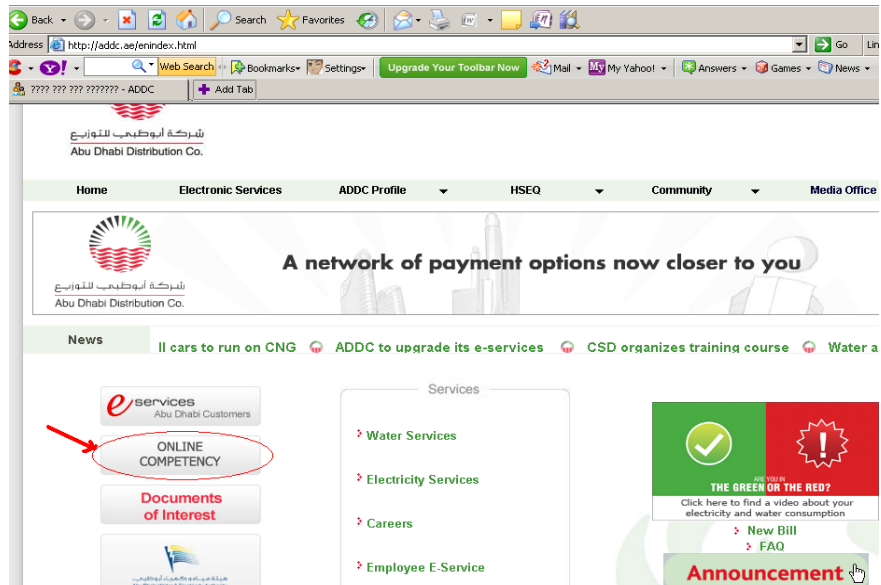 Back Search Favorites
Address http://addc.ae/enindex.html Go Lin
Web Search Bookmarks Settings Upgrade Your Toolbar Now Mail My Yahoo! Answers Games News
???? ??? ??? ??????? - ADDC Add Tab
شركة أبوظبي للتوزيع
Abu Dhabi Distribution Co.
Home Electronic Services ADDC Profile HSEQ Community Media Office
A network of payment options now closer to you
شركة أبوظبي للتوزيع
Abu Dhabi Distribution Co.
News ll cars to run on CNG ADDC to upgrade its e-services CSD organizes training course Water a
eservices
Abu Dhabi Customers
ONLINE
COMPETENCY
Documents
of Interest
هيئة مياه و كهرباء أبوظبي
Services
Water Services
Electricity Services
Careers
Employee E-Service
ARE YOU IN
THE GREEN OR THE RED?
Click here to find a video about your
electricity and water consumption
New Bill
FAQ
Announcement